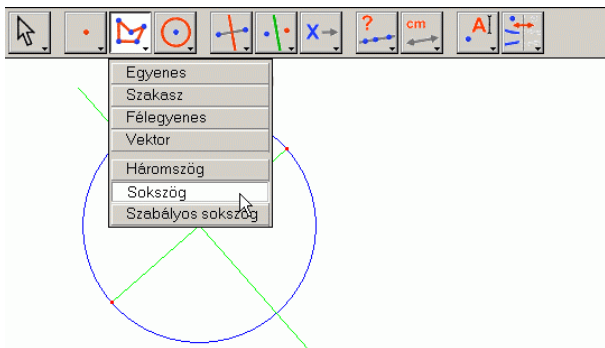 ? cm A
Egyenes
Szakasz
Félegyenes
Vektor
Háromszög
Sokszög
Szabályos sokszög